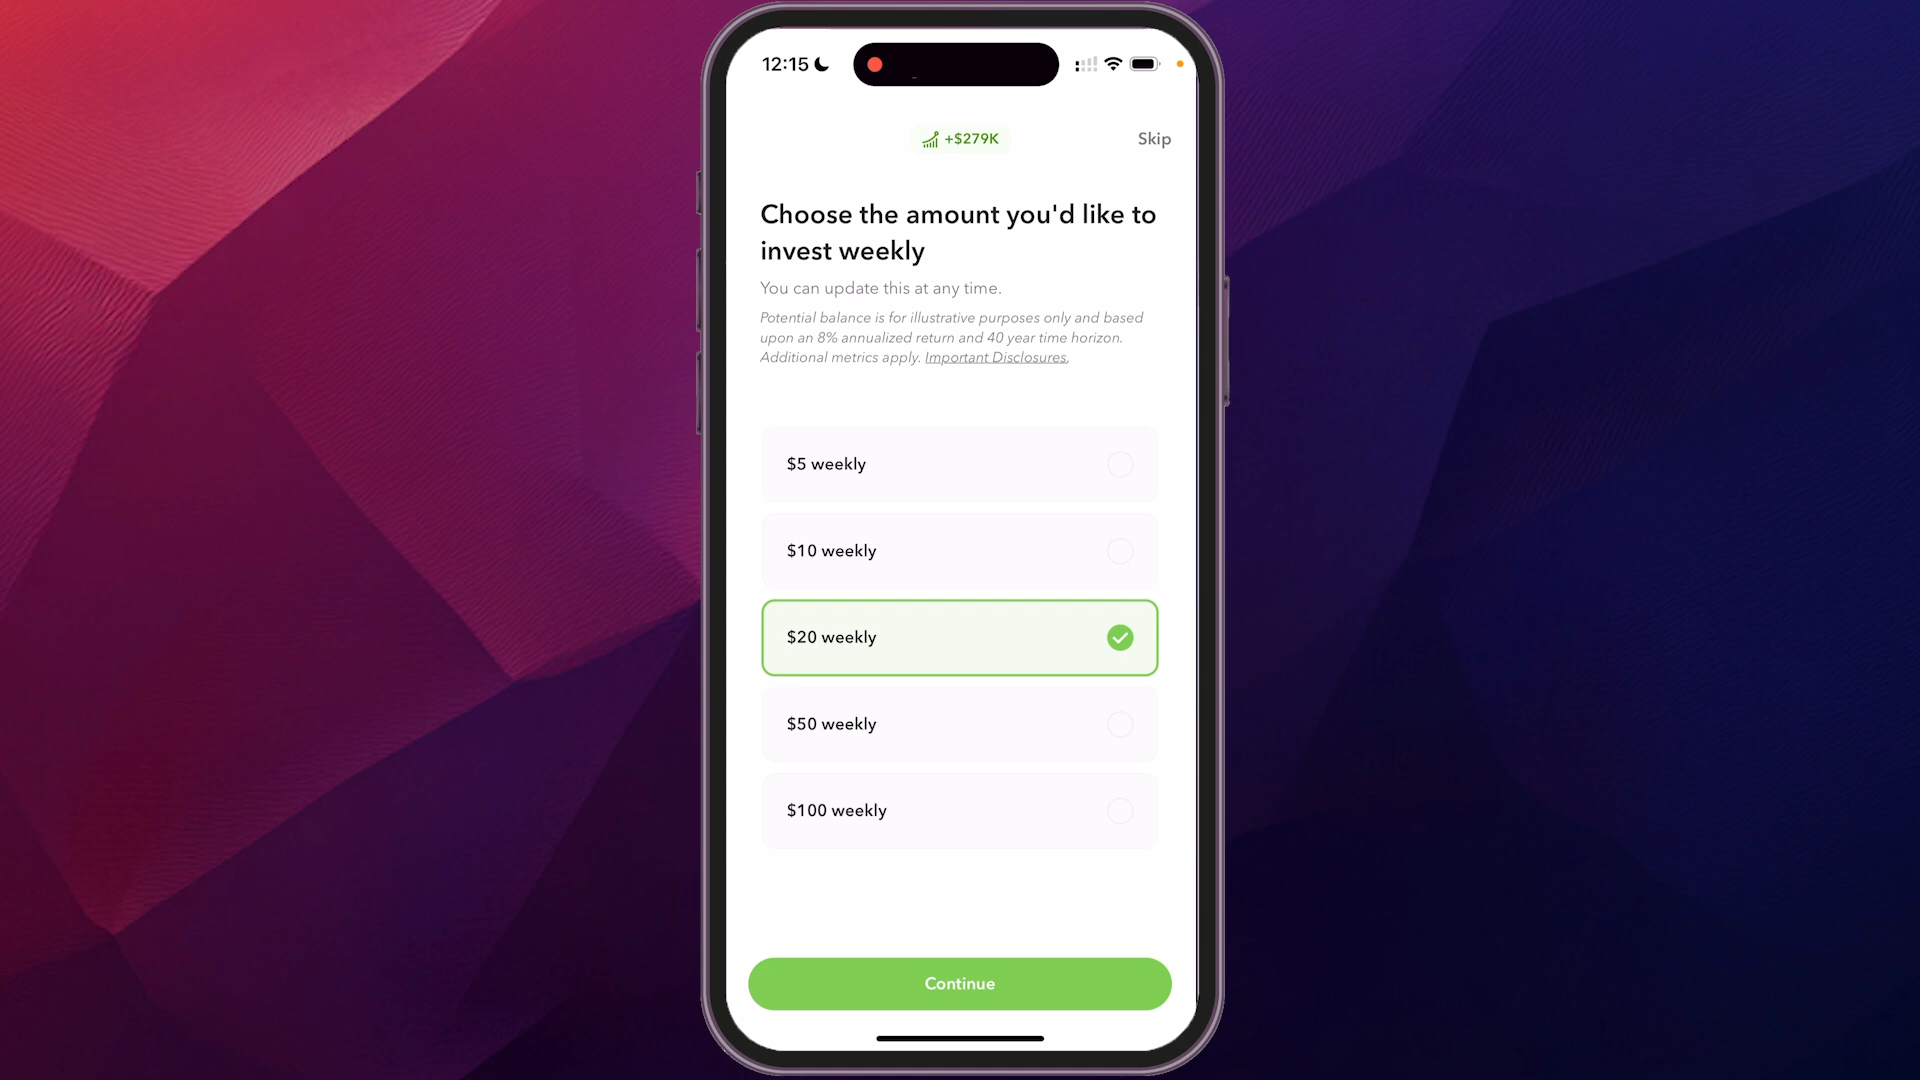 12:15
+$279K
Skip
Choose the amount you'd like to
invest weekly
You can update this at any time.
Potential balance is for illustrative purposes only and based
upon an 8% annualized return and 40 year time horizon.
Additional metrics apply. Important Disclosures.
$5 weekly
$10 weekly
$20 weekly
$50 weekly
$100 weekly
Continue